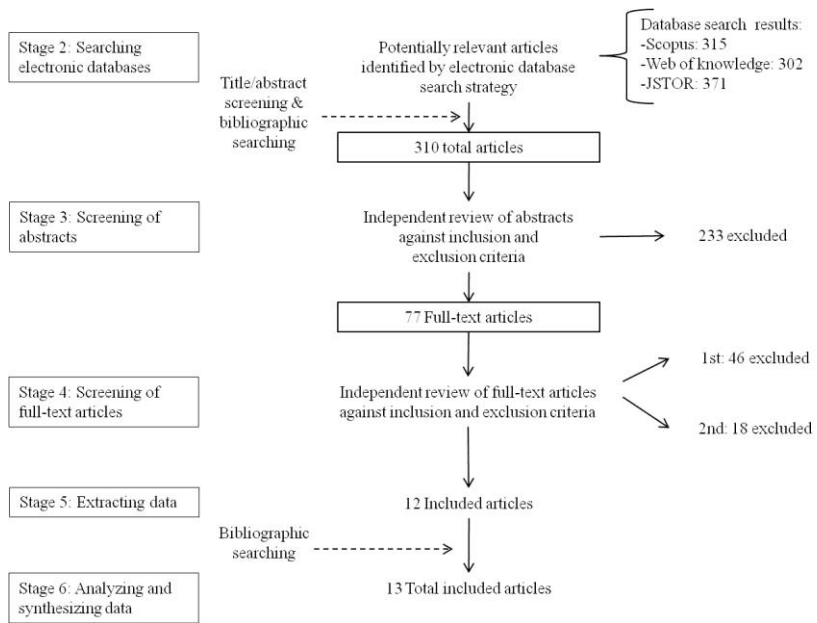 Stage 2: Searching
electronic databases
Potentially relevant articles
identified by electronic database
search strategy
Database search results:
-Scopus: 315
-Web of knowledge: 302
-JSTOR: 371
Title/abstract
screening &
bibliographic
searching
310 total articles
Stage 3: Screening of
abstracts
Independent review of abstracts
against inclusion and
exclusion criteria
233 excluded
77 Full-text articles
Stage 4: Screening of
full-text articles
Independent review of full-text articles
against inclusion and exclusion criteria
1st: 46 excluded
2nd: 18 excluded
Stage 5: Extracting data
12 Included articles
Bibliographic
searching
Stage 6: Analyzing and
synthesizing data
13 Total included articles